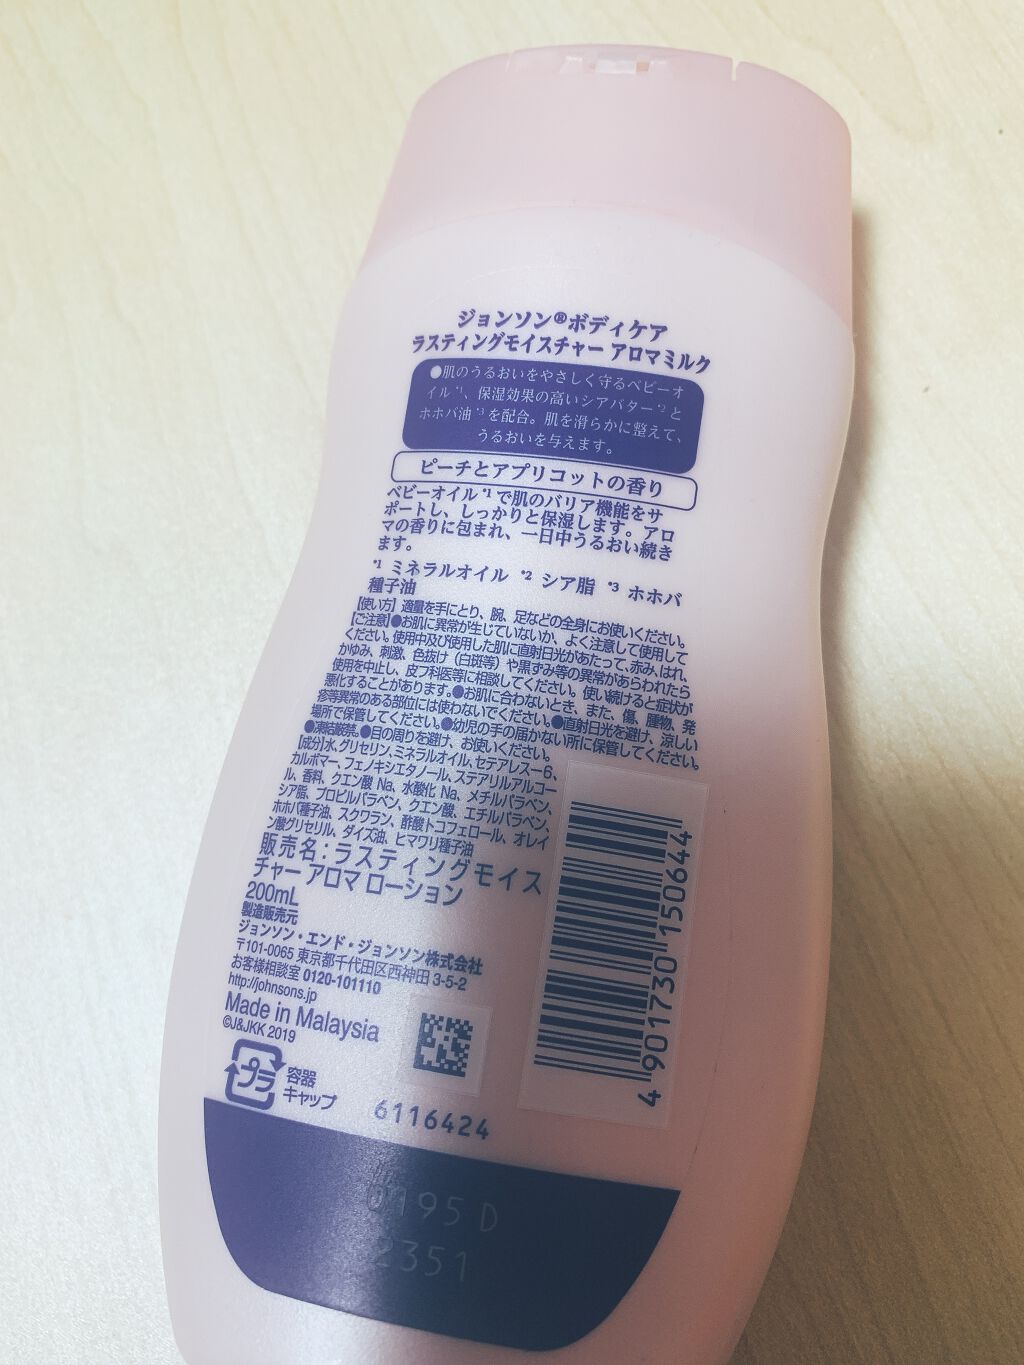 ジョンソン®ボディケア
ラスティングモイスチャー アロマミルク
●肌のうるおいをやさしく守るベビーオ
イル*1、保湿効果の高いシアバター*2と
ホホバ油*3を配合。肌を滑らかに整えて、
うるおいを与えます。
ピーチとアプリコットの香り
ベビーオイル*1で肌のバリア機能をサ
ポートし、しっかりと保湿します。アロ
マの香りに包まれ、一日中うるおい続き
ます。
*1 ミネラルオイル *2 シア脂 *3 ホホバ
種子油
【使い方】適量を手にとり、腕、足などの全身にお使いください。
【ご注意】●お肌に異常が生じていないか、よく注意して使用して
ください。使用中及び使用した肌に直射日光があたって、赤み、はれ、
かゆみ、刺激、色抜け（白斑等）や黒ずみ等の異常があらわれたら
使用を中止し、皮フ科医等に相談してください。使い続けると症状が
悪化することがあります。●お肌に合わないとき、また、傷、腫物、発
疹等異常のある部位には使わないでください。●直射日光を避け、涼しい
場所で保管してください。●幼児の手の届かない所に保管してください。
●凍結厳禁。●目の周りを避け、お使いください。
【成分】水、グリセリン、ミネラルオイル、セテアレス－6、
カルボマー、フェノキシエタノール、ステアリルアルコー
ル、香料、クエン酸 Na、水酸化 Na、メチルパラベン、
シア脂、プロピルパラベン、クエン酸、エチルパラベン、
ホホバ種子油、スクワラン、酢酸トコフェロール、オレイ
ン酸グリセリル、ダイズ油、ヒマワリ種子油
販売名：ラスティングモイス
チャー アロマ ローション
200mL
製造販売元
ジョンソン・エンド・ジョンソン株式会社
〒101-0065 東京都千代田区西神田 3-5-2
お客様相談室 0120-101110
http://johnsons.jp
Made in Malaysia
©J&JKK 2019
プラ
容器
キャップ
6116424
4 901730 150644
0195 D
2351